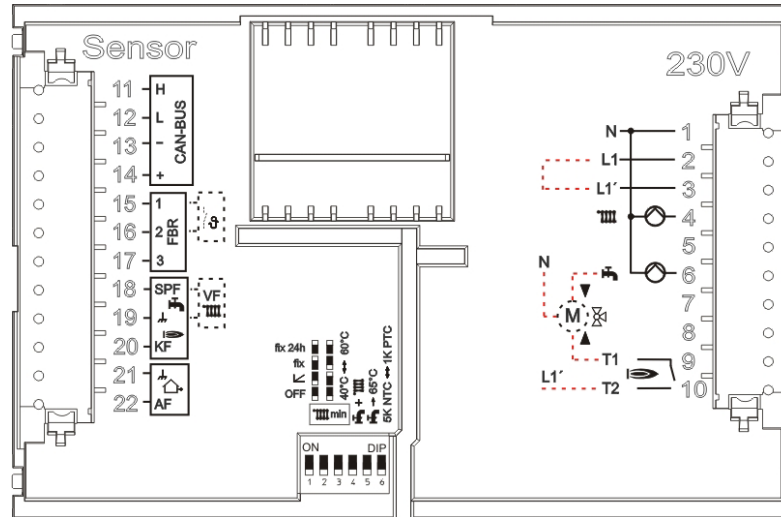 Sensor
230V
11 H
12 L
13 −
14 +
CAN-BUS
15 1
16 2
17 3
FBR
ϑ
18 SPF
19
20 KF
VF
21
22 AF
N 1
L1 2
L1´ 3
4
5
6
7
8
T1 9
T2 10
N
M
L1´
fix 24h
fix
OFF
min
40°C ↔ 60°C
+
→ 65°C
5K NTC ↔ 1K PTC
ON DIP
1 2 3 4 5 6